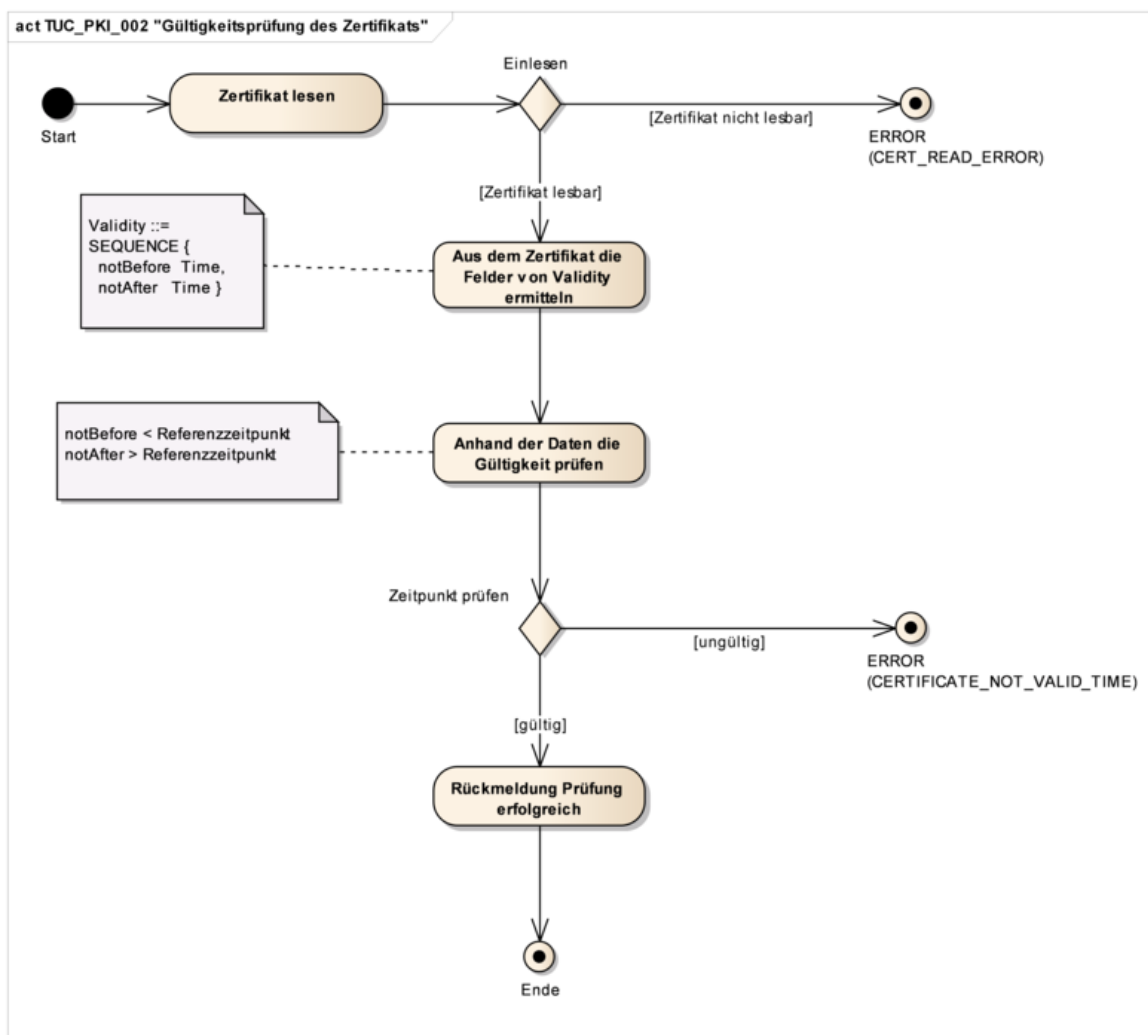 act TUC_PKI_002 "Gültigkeitsprüfung des Zertifikats"
Einlesen
Zertifikat lesen
Start
[Zertifikat nicht lesbar]
ERROR
(CERT_READ_ERROR)
[Zertifikat lesbar]
Validity ::=
SEQUENCE {
notBefore Time,
notAfter Time }
Aus dem Zertifikat die
Felder von Validity
ermitteln
notBefore < Referenzzeitpunkt
notAfter > Referenzzeitpunkt
Anhand der Daten die
Gültigkeit prüfen
Zeitpunkt prüfen
[ungültig]
ERROR
(CERTIFICATE_NOT_VALID_TIME)
[gültig]
Rückmeldung Prüfung
erfolgreich
Ende